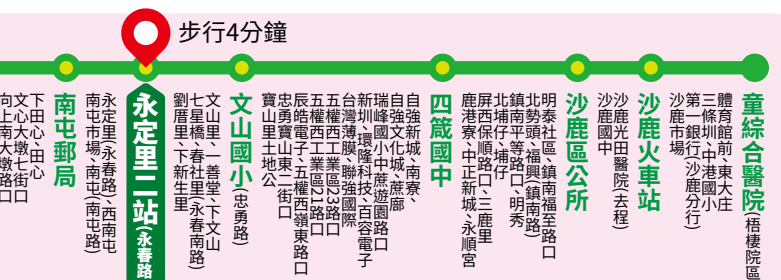 步行4分鐘
下田心、田心
文心大墩七街口
向上南大墩路口
南屯郵局
永定里(永春路)、西南屯
南屯市場、南屯(南屯路)
永定里二站(永春路
文山里、一善堂、下文山
七星橋、春社里(永春南路)
劉厝里、下新生里
文山國小(忠勇路)
自強新城、南寮、
自強文化城、蔗廍
瑞峰國小中蔗遊園路口
新圳、環隆科技、百容電子
台灣薄膜、聯強國際
五權西工業區23路口
五權西工業區21路口
辰皓電子、五權西嶺東路口
忠勇寶山東二街口
寶山里土地公
四箴國中
明泰社區、鎮南福至路口
北勢頭、福興(鎮南路)
鎮南平等路口、明秀
北埔仔、埔仔
屏西保順路口、三鹿里
鹿港寮、中正新城、永順宮
沙鹿區公所
沙鹿光田醫院(去程)
沙鹿國中
沙鹿火車站
體育館前、東大庄
三條圳、中港國小
第一銀行(沙鹿分行)
沙鹿市場
童綜合醫院(梧棲院區